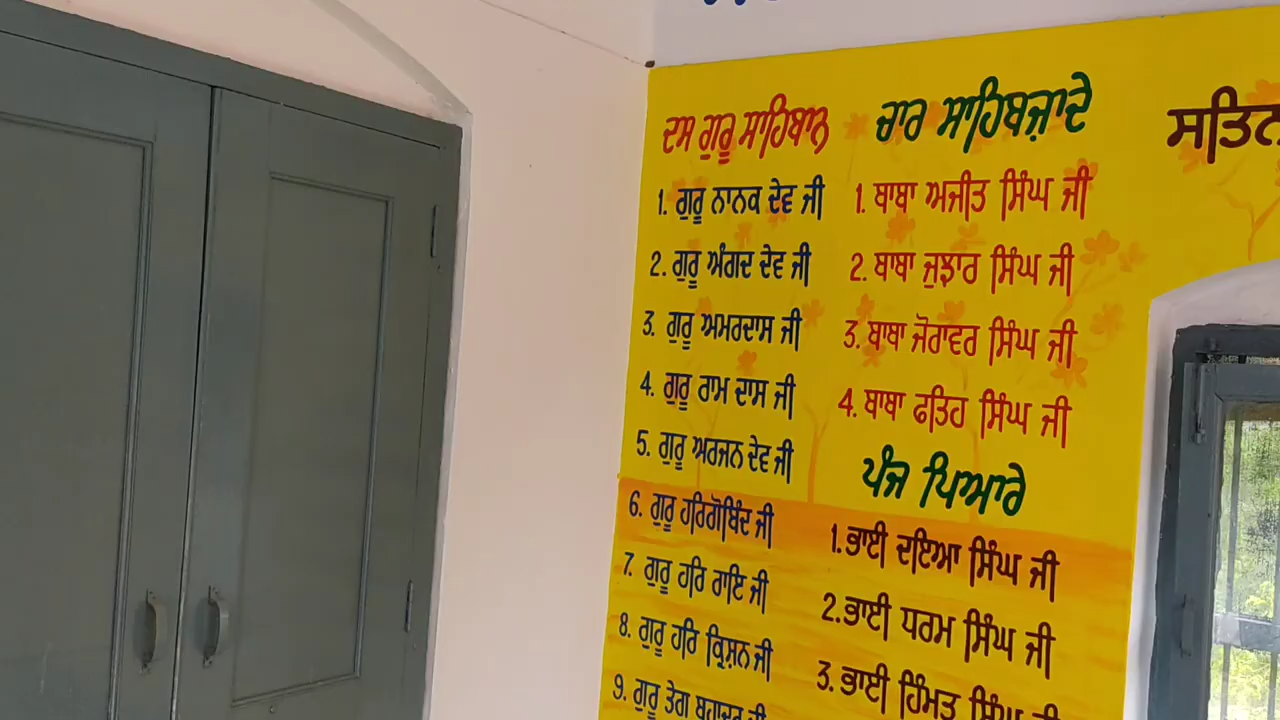 ਦਸ ਗੁਰੂ ਸਾਹਿਬਾਨ
1. ਗੁਰੂ ਨਾਨਕ ਦੇਵ ਜੀ
2. ਗੁਰੂ ਅੰਗਦ ਦੇਵ ਜੀ
3. ਗੁਰੂ ਅਮਰਦਾਸ ਜੀ
4. ਗੁਰੂ ਰਾਮ ਦਾਸ ਜੀ
5. ਗੁਰੂ ਅਰਜਨ ਦੇਵ ਜੀ
6. ਗੁਰੂ ਹਰਿਗੋਬਿੰਦ ਜੀ
7. ਗੁਰੂ ਹਰਿ ਰਾਇ ਜੀ
8. ਗੁਰੂ ਹਰਿ ਕ੍ਰਿਸ਼ਨ ਜੀ
9. ਗੁਰੂ ਤੇਗ ਬਹਾਦਰ ਜੀ
ਚਾਰ ਸਾਹਿਬਜ਼ਾਦੇ
1. ਬਾਬਾ ਅਜੀਤ ਸਿੰਘ ਜੀ
2. ਬਾਬਾ ਜੁਝਾਰ ਸਿੰਘ ਜੀ
3. ਬਾਬਾ ਜੋਰਾਵਰ ਸਿੰਘ ਜੀ
4. ਬਾਬਾ ਫਤਿਹ ਸਿੰਘ ਜੀ
ਪੰਜ ਪਿਆਰੇ
1. ਭਾਈ ਦਇਆ ਸਿੰਘ ਜੀ
2. ਭਾਈ ਧਰਮ ਸਿੰਘ ਜੀ
3. ਭਾਈ ਹਿੰਮਤ ਸਿੰਘ ਜੀ